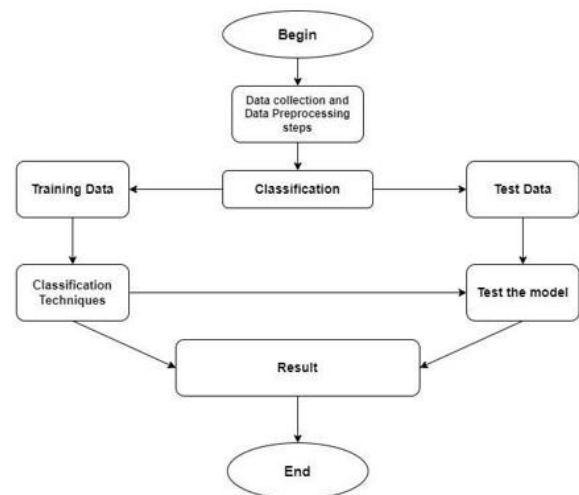 Begin
Data collection and
Data Preprocessing
steps
Training Data
Classification
Test Data
Classification
Techniques
Test the model
Result
End